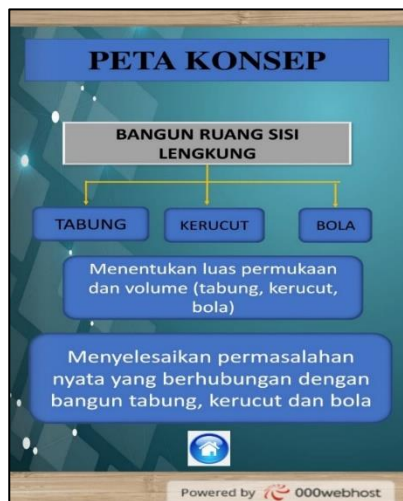 PETA KONSEP
BANGUN RUANG SISI
LENGKUNG
TABUNG
KERUCUT
BOLA
Menentukan luas permukaan
dan volume (tabung, kerucut,
bola)
Menyelesaikan permasalahan
nyata yang berhubungan dengan
bangun tabung, kerucut dan bola
Powered by 000webhost